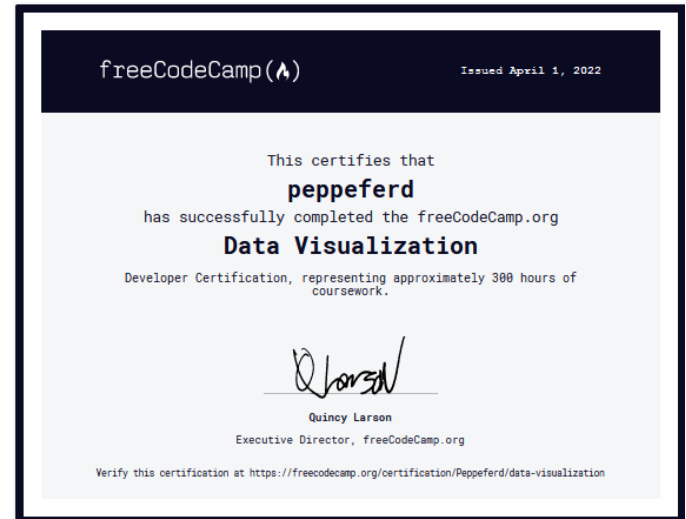 freeCodeCamp(🔥)
Issued April 1, 2022
This certifies that
peppeferd
has successfully completed the freeCodeCamp.org
Data Visualization
Developer Certification, representing approximately 300 hours of
coursework.
Q Larson
Quincy Larson
Executive Director, freeCodeCamp.org
Verify this certification at https://freecodecamp.org/certification/Peppeferd/data-visualization